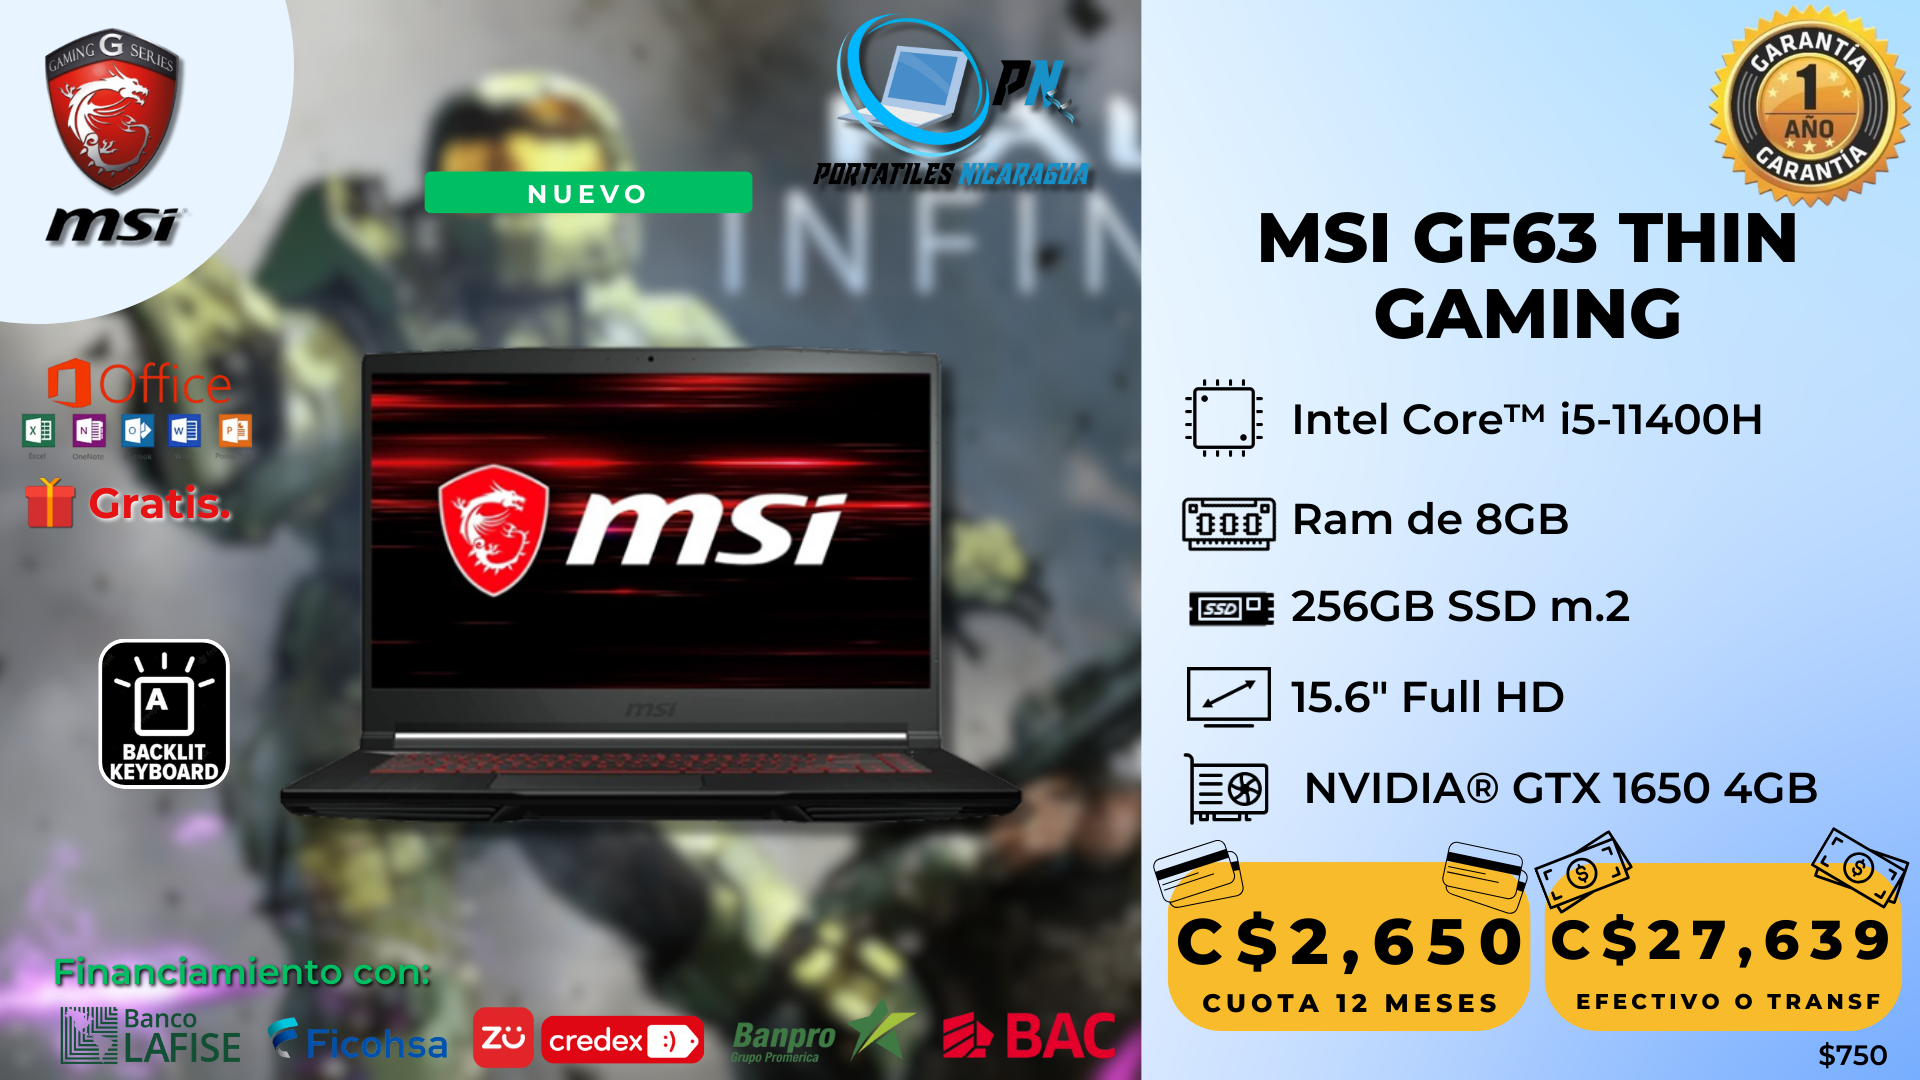 GAMING G SERIES
msi
PN
PORTATILES NICARAGUA
NUEVO
INFIN
Office
Excel
OneNote
Gratis.
msi
msi
A
BACKLIT
KEYBOARD
Financiamiento con:
Banco
LAFISE
Ficohsa
zü
credex :)
Banpro
Grupo Promerica
BAC
GARANTÍA
1
AÑO
GARANTÍA
MSI GF63 THIN
GAMING
Intel Core™ i5-11400H
Ram de 8GB
SSD
256GB SSD m.2
15.6" Full HD
NVIDIA® GTX 1650 4GB
C$2,650
CUOTA 12 MESES
C$27,639
EFECTIVO O TRANSF
$750